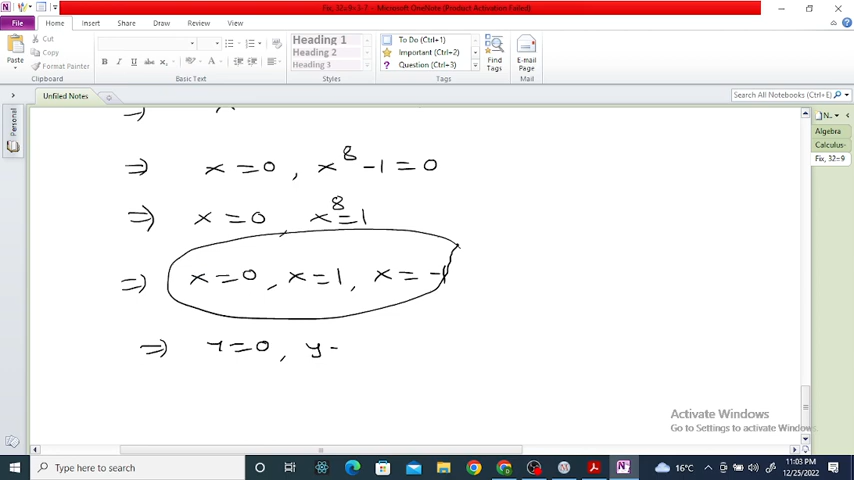 Fix, 32=9=3-7 - Microsoft OneNote (Product Activation Failed)
File Home Insert Share Draw Review View
Paste Cut Copy Format Painter
Clipboard
B I U abc
Basic Text
Heading 1
Heading 2
Heading 3
Styles
To Do (Ctrl+1)
Important (Ctrl+2)
Question (Ctrl+3)
Tags
Find Tags
E-mail Page
Mail
Unfiled Notes
Search All Notebooks (Ctrl+E)
Personal
N..
Algebra
Calculus-
Fix, 32=9
⇒
⇒ x = 0 , x⁸ - 1 = 0
⇒ x = 0 x⁸ = 1
⇒ x = 0 , x = 1 , x = -1
⇒ y = 0 , y -
Activate Windows
Go to Settings to activate Windows.
Type here to search
16°C
11:03 PM
12/25/2022